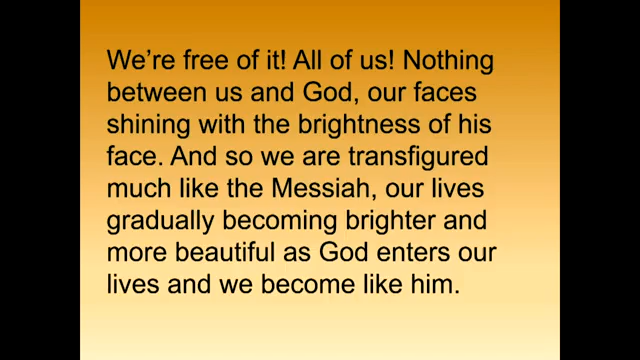 We're free of it! All of us! Nothing
between us and God, our faces
shining with the brightness of his
face. And so we are transfigured
much like the Messiah, our lives
gradually becoming brighter and
more beautiful as God enters our
lives and we become like him.